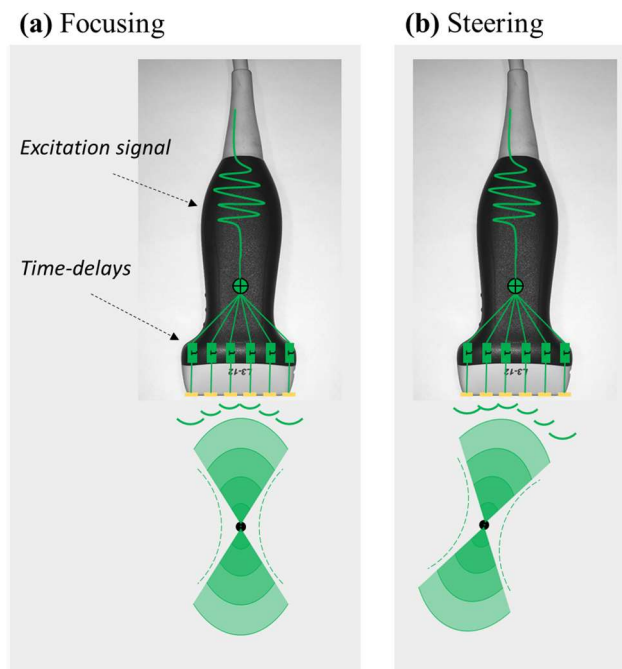 (a) Focusing
(b) Steering
Excitation signal
Time-delays
L3-12
L3-12